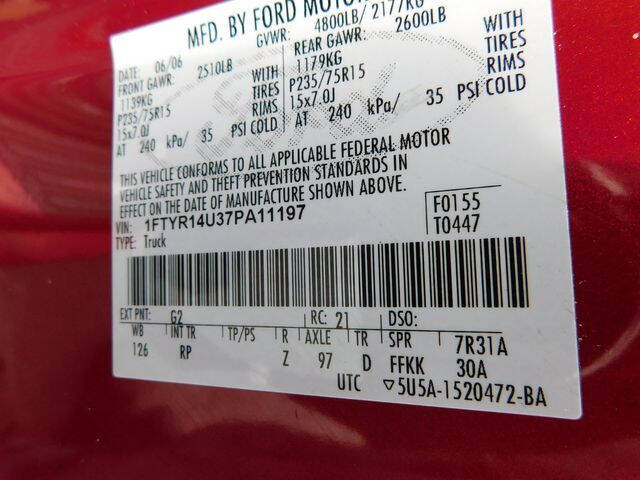 MFD. BY FORD MOTOR
DATE: 06/06 GVWR: 4800LB/ 2177KG
FRONT GAWR: 2510LB REAR GAWR: 2600LB
1139KG WITH 1179KG WITH
P235/75R15 TIRES P235/75R15 TIRES
15x7.0J RIMS 15x7.0J RIMS
AT 240 kPa/ 35 PSI COLD AT 240 kPa/ 35 PSI COLD
THIS VEHICLE CONFORMS TO ALL APPLICABLE FEDERAL MOTOR
VEHICLE SAFETY AND THEFT PREVENTION STANDARDS IN
EFFECT ON THE DATE OF MANUFACTURE SHOWN ABOVE.
VIN: 1FTYR14U37PA11197 F0155
TYPE: Truck T0447
EXT PNT: G2 RC: 21 DSO:
WB INT TR TP/PS R AXLE TR SPR 7R31A
126 RP Z 97 D FFKK 30A
UTC ▽5U5A-1520472-BA